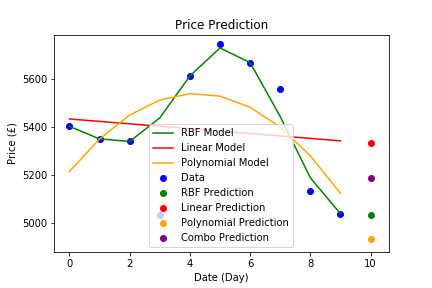 Price Prediction
Price (£)
5600
5400
5200
5000
RBF Model
Linear Model
Polynomial Model
Data
RBF Prediction
Linear Prediction
Polynomial Prediction
Combo Prediction
0 2 4 6 8 10
Date (Day)